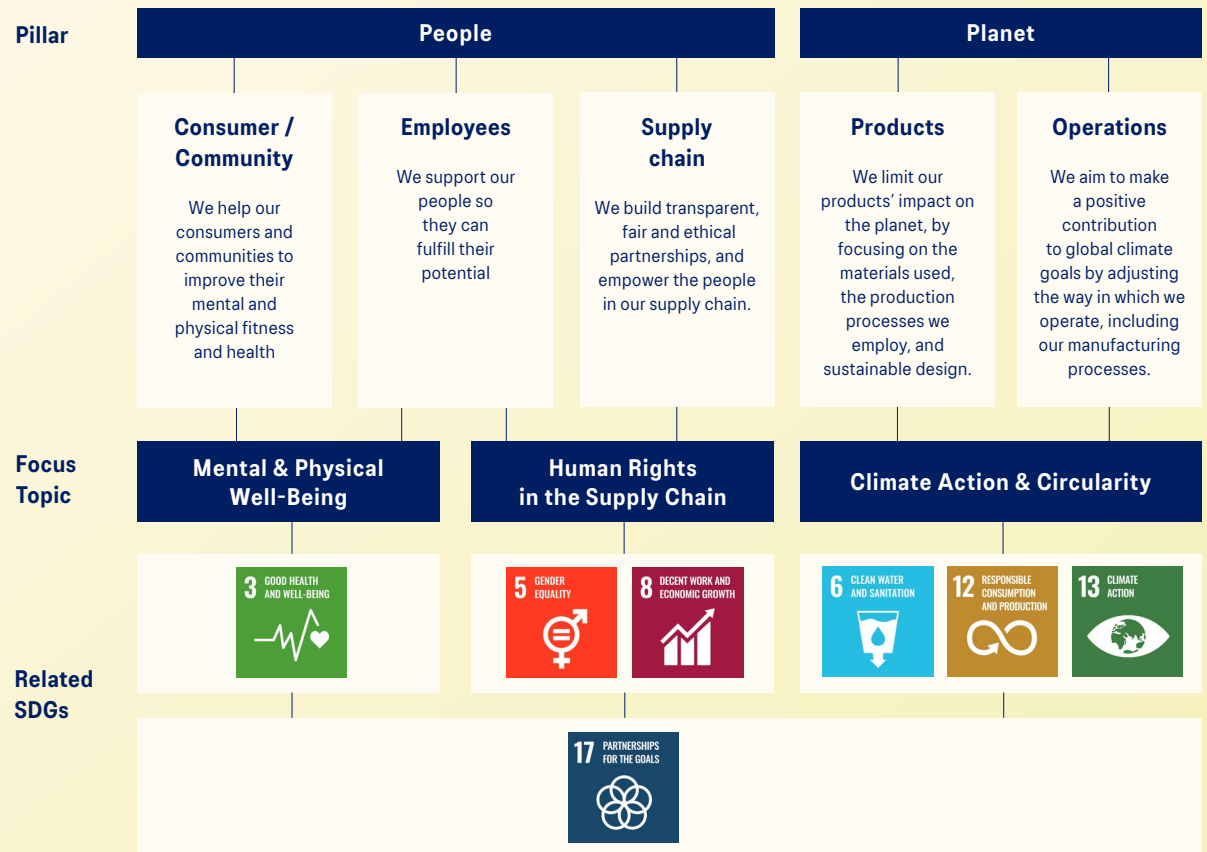 Pillar
People
Planet
Consumer /
Community
We help our
consumers and
communities to
improve their
mental and
physical fitness
and health
Employees
We support our
people so
they can
fulfill their
potential
Supply
chain
We build transparent,
fair and ethical
partnerships, and
empower the people
in our supply chain.
Products
We limit our
products’ impact on
the planet, by
focusing on the
materials used,
the production
processes we
employ, and
sustainable design.
Operations
We aim to make
a positive
contribution
to global climate
goals by adjusting
the way in which we
operate, including
our manufacturing
processes.
Focus
Topic
Mental & Physical
Well-Being
Human Rights
in the Supply Chain
Climate Action & Circularity
Related
SDGs
3 GOOD HEALTH
AND WELL-BEING
5 GENDER
EQUALITY
8 DECENT WORK AND
ECONOMIC GROWTH
6 CLEAN WATER
AND SANITATION
12 RESPONSIBLE
CONSUMPTION
AND PRODUCTION
13 CLIMATE
ACTION
17 PARTNERSHIPS
FOR THE GOALS